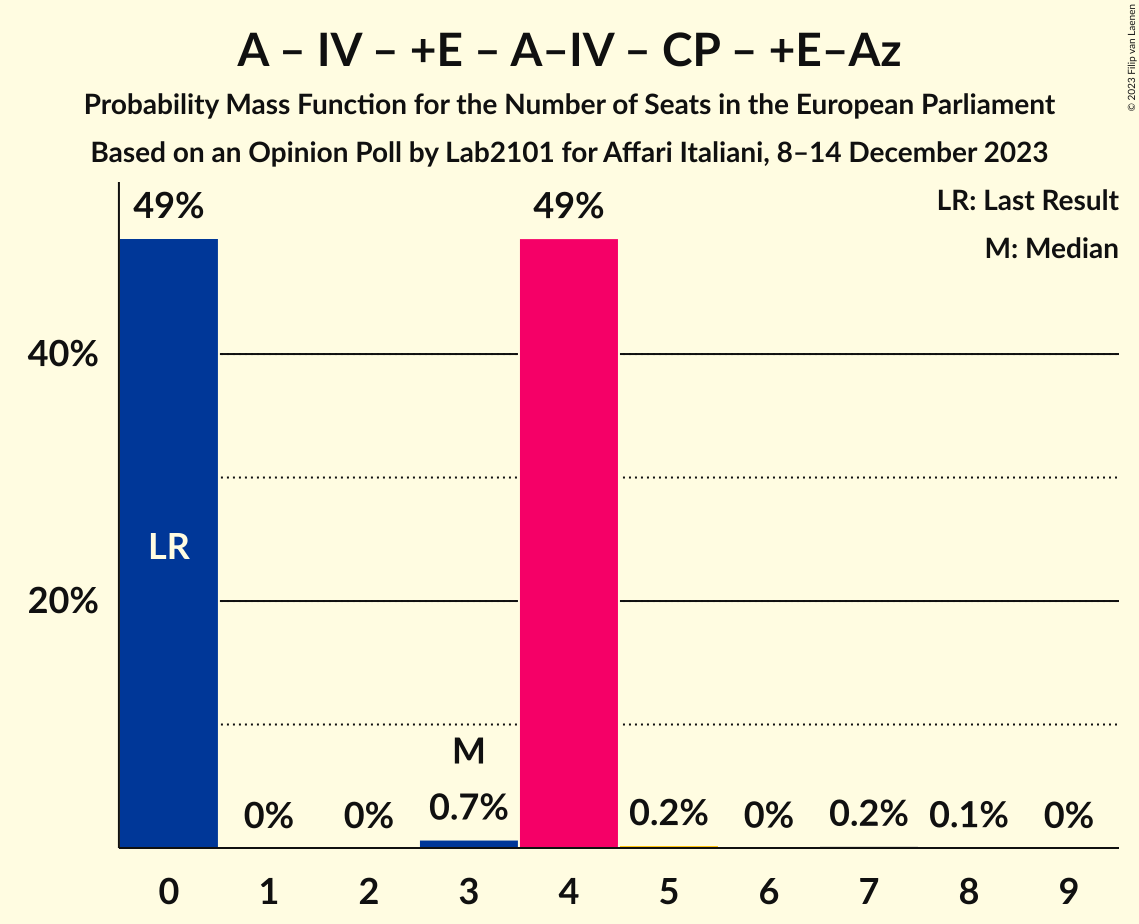 A – IV – +E – A–IV – CP – +E–Az
Probability Mass Function for the Number of Seats in the European Parliament
Based on an Opinion Poll by Lab2101 for Affari Italiani, 8–14 December 2023
© 2023 Filip van Laenen
LR: Last Result
M: Median
49%
49%
40%
LR
20%
M
0%
0%
0.7%
0.2%
0%
0.2%
0.1%
0%
0
1
2
3
4
5
6
7
8
9